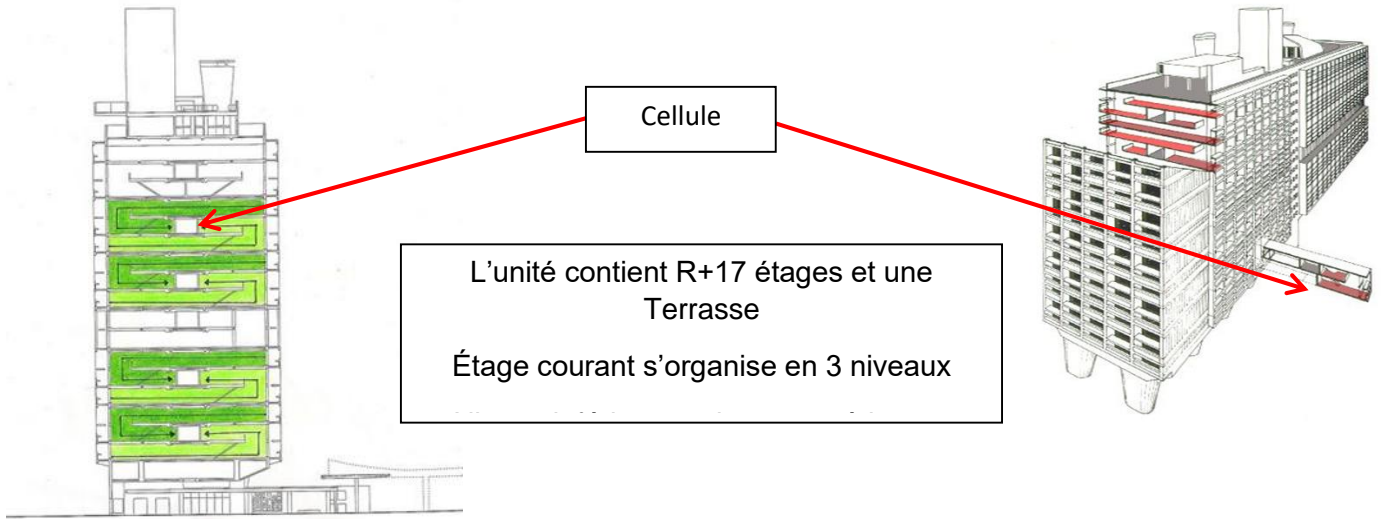 Cellule
L’unité contient R+17 étages et une
Terrasse
Étage courant s’organise en 3 niveaux